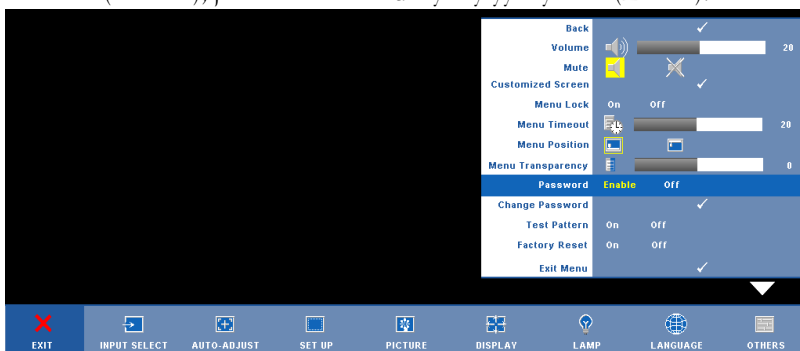 Back
Volume 20
Mute
Customized Screen
Menu Lock On Off
Menu Timeout 20
Menu Position
Menu Transparency 0
Password Enable Off
Change Password
Test Pattern On Off
Factory Reset On Off
Exit Menu
EXIT INPUT SELECT AUTO-ADJUST SET UP PICTURE DISPLAY LAMP LANGUAGE OTHERS